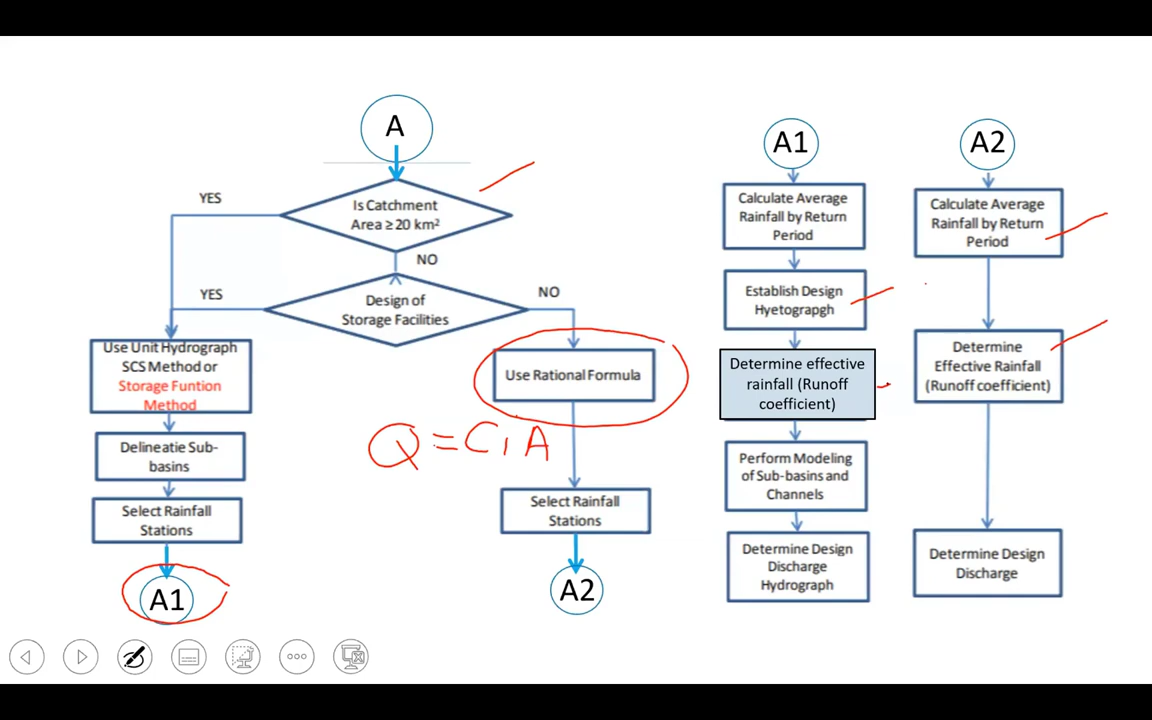 A
Is Catchment
Area ≥ 20 km²
YES
NO
Design of
Storage Facilities
YES
NO
Use Unit Hydrograph
SCS Method or
Storage Funtion
Method
Use Rational Formula
Q = CiA
Delineatie Sub-
basins
Select Rainfall
Stations
A1
Select Rainfall
Stations
A2
A1
Calculate Average
Rainfall by Return
Period
Establish Design
Hyetograpgh
Determine effective
rainfall (Runoff
coefficient)
Perform Modeling
of Sub-basins and
Channels
Determine Design
Discharge
Hydrograph
A2
Calculate Average
Rainfall by Return
Period
Determine
Effective Rainfall
(Runoff coefficient)
Determine Design
Discharge